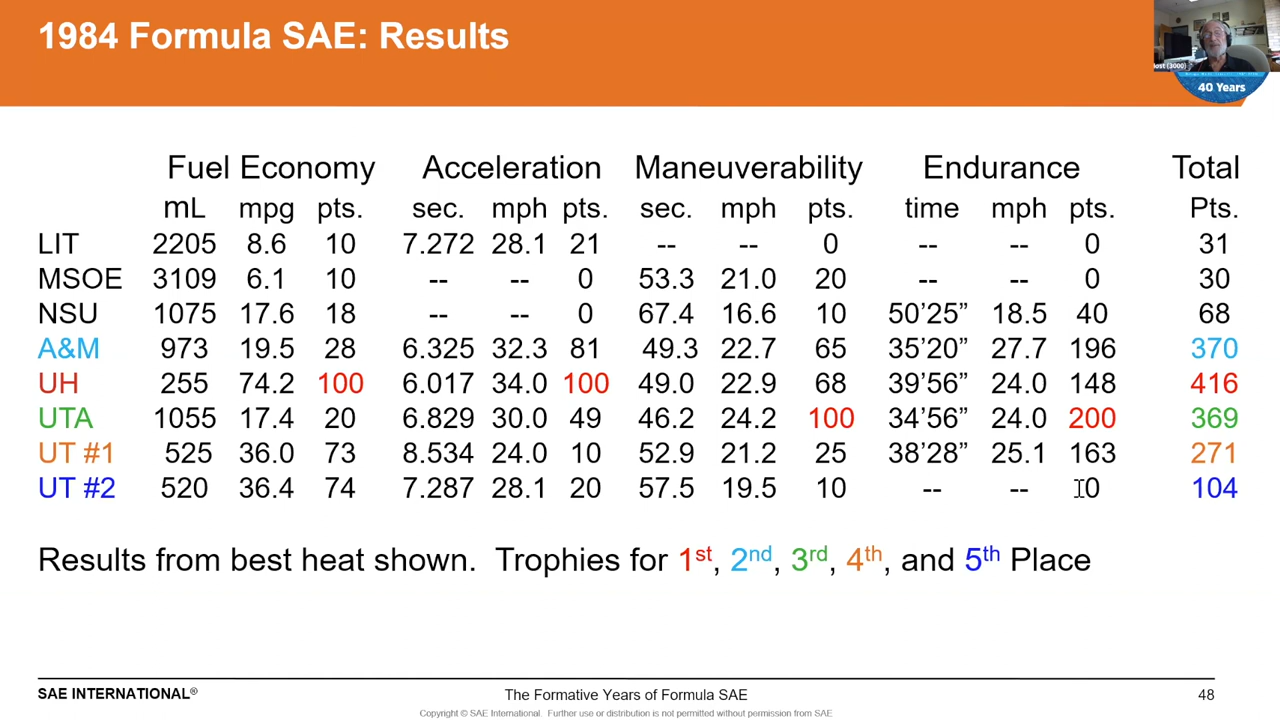 1984 Formula SAE: Results
40 Years
Fuel Economy Acceleration Maneuverability Endurance Total
mL mpg pts. sec. mph pts. sec. mph pts. time mph pts. Pts.
LIT 2205 8.6 10 7.272 28.1 21 -- -- 0 -- -- 0 31
MSOE 3109 6.1 10 -- -- 0 53.3 21.0 20 -- -- 0 30
NSU 1075 17.6 18 -- -- 0 67.4 16.6 10 50’25” 18.5 40 68
A&M 973 19.5 28 6.325 32.3 81 49.3 22.7 65 35’20” 27.7 196 370
UH 255 74.2 100 6.017 34.0 100 49.0 22.9 68 39’56” 24.0 148 416
UTA 1055 17.4 20 6.829 30.0 49 46.2 24.2 100 34’56” 24.0 200 369
UT #1 525 36.0 73 8.534 24.0 10 52.9 21.2 25 38’28” 25.1 163 271
UT #2 520 36.4 74 7.287 28.1 20 57.5 19.5 10 -- -- 0 104
Results from best heat shown. Trophies for 1st, 2nd, 3rd, 4th, and 5th Place
SAE INTERNATIONAL® The Formative Years of Formula SAE 48
Copyright © SAE International. Further use or distribution is not permitted without permission from SAE